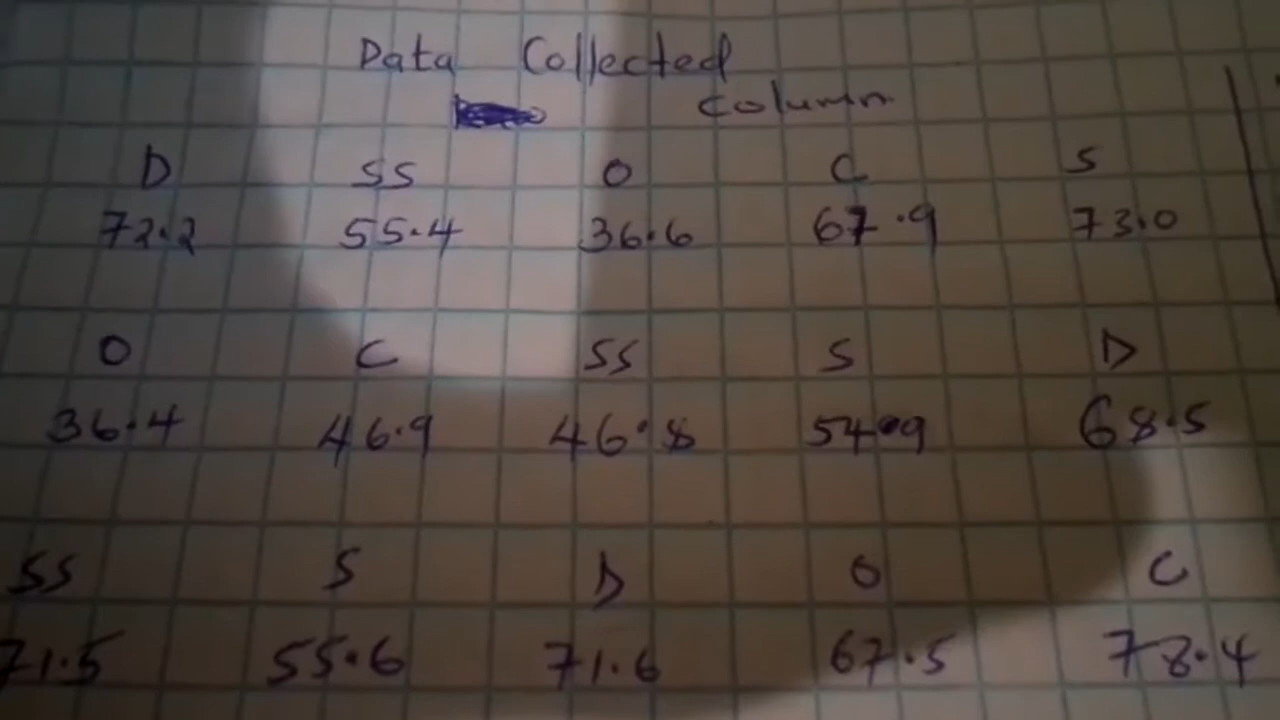 Data Collected
Column
D SS O C S
72.2 55.4 36.6 67.9 73.0
O C SS S D
36.4 46.9 46.8 54.9 68.5
SS S D O C
71.5 55.6 71.6 67.5 78.4